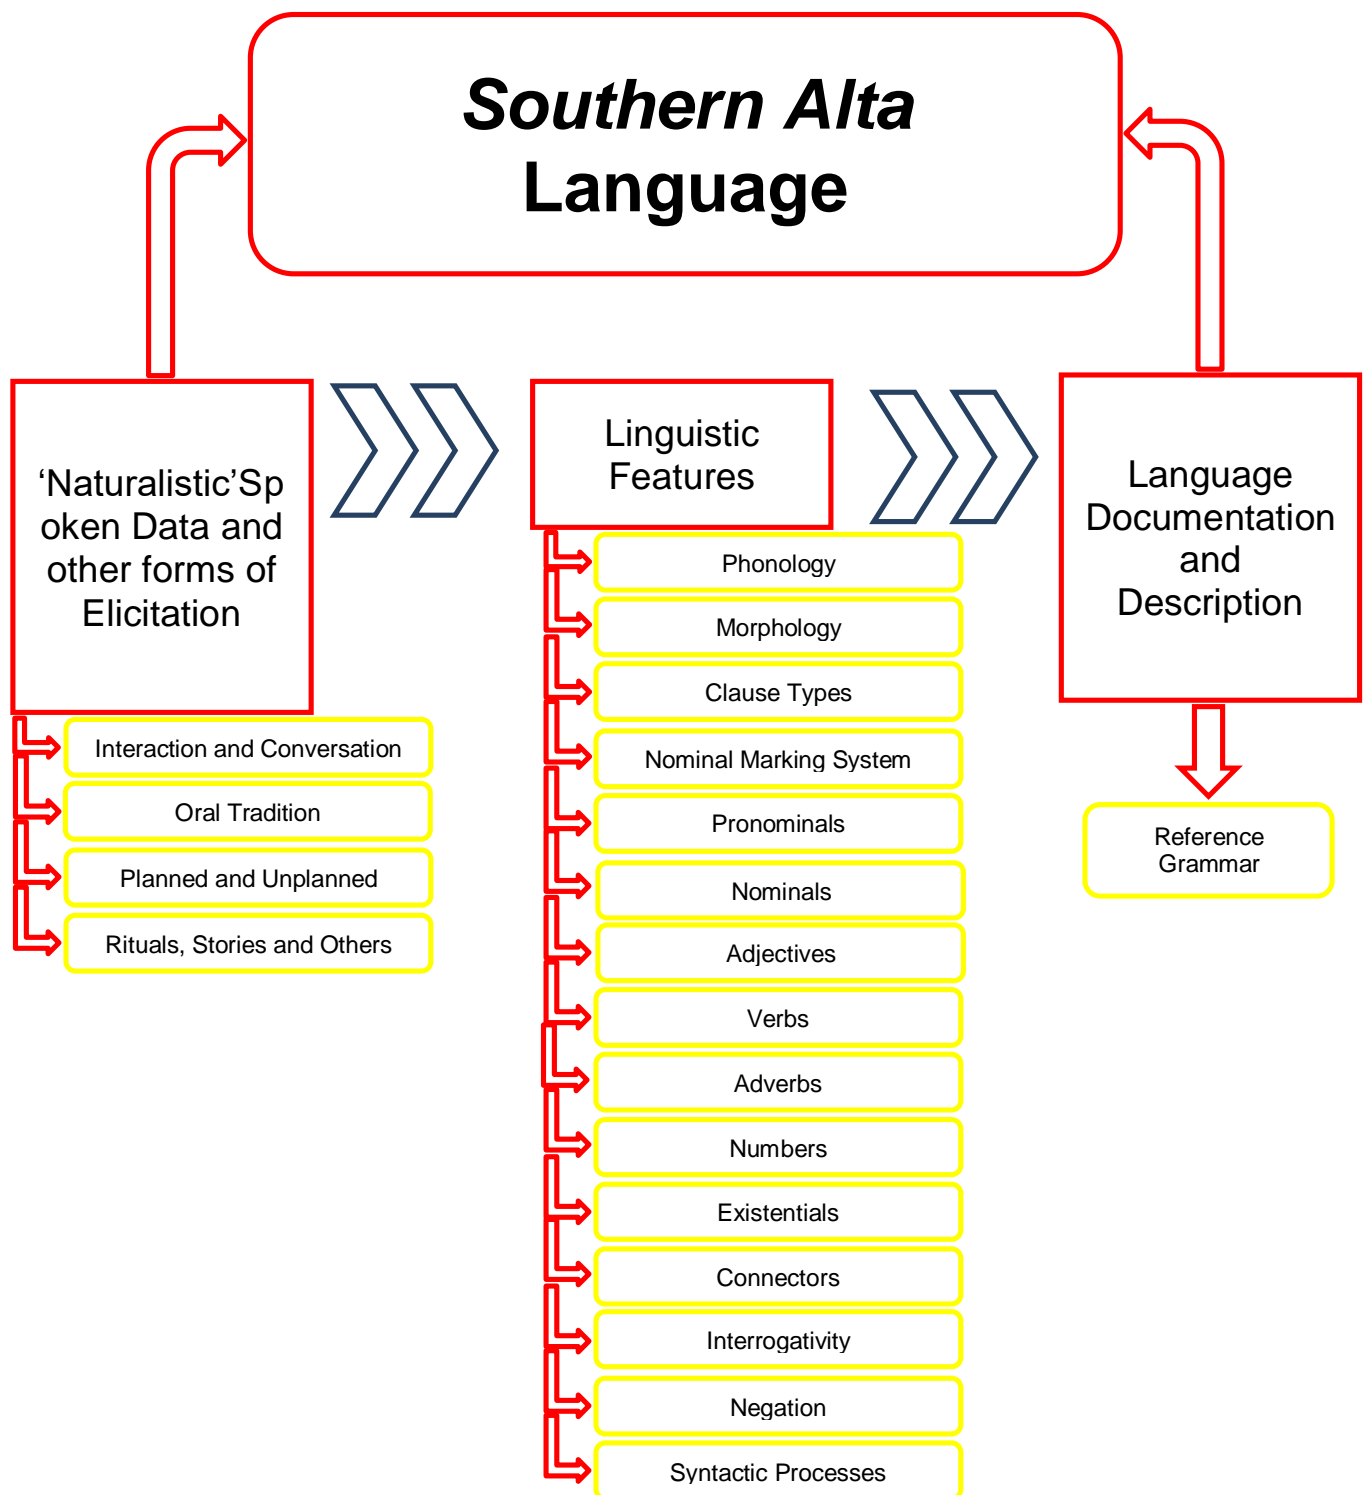 Southern Alta
Language
‘Naturalistic’Sp
oken Data and
other forms of
Elicitation
Interaction and Conversation
Oral Tradition
Planned and Unplanned
Rituals, Stories and Others
Linguistic
Features
Phonology
Morphology
Clause Types
Nominal Marking System
Pronominals
Nominals
Adjectives
Verbs
Adverbs
Numbers
Existentials
Connectors
Interrogativity
Negation
Syntactic Processes
Language
Documentation
and
Description
Reference
Grammar